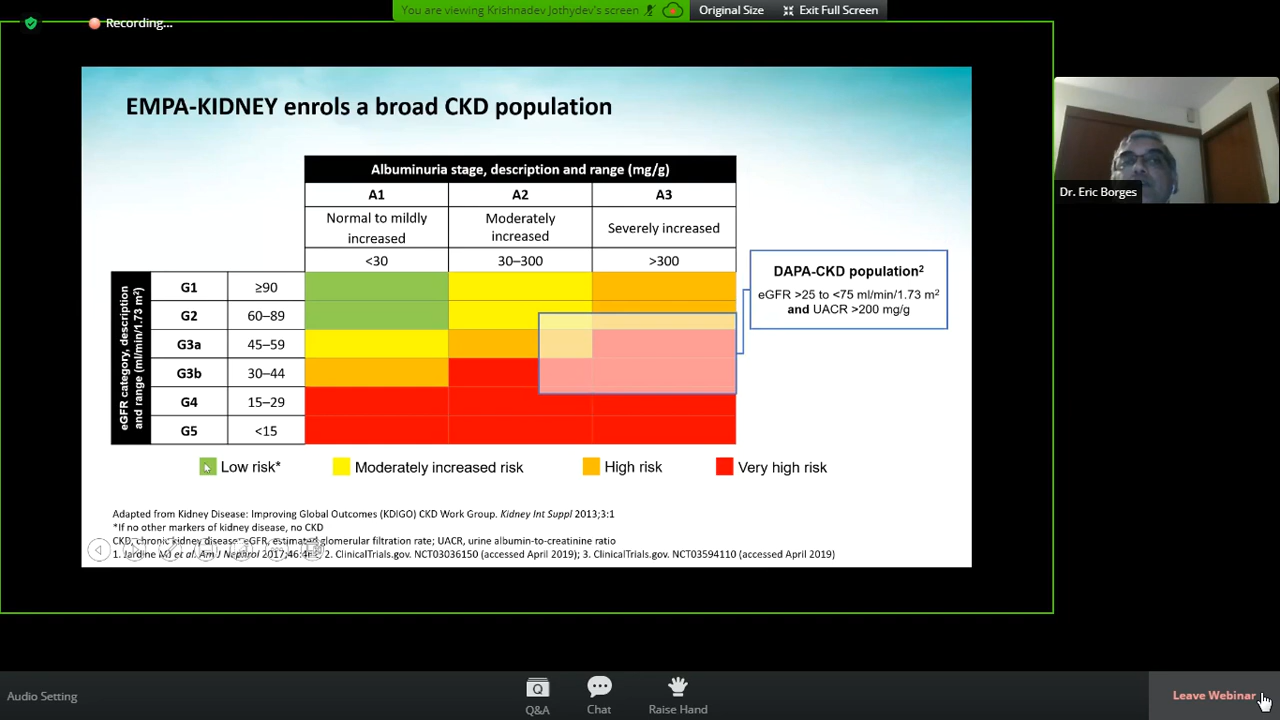 You are viewing Krishnadev Jothydev's screen
Original Size
Exit Full Screen
Recording...
EMPA-KIDNEY enrols a broad CKD population
Albuminuria stage, description and range (mg/g)
A1
A2
A3
Normal to mildly
increased
Moderately
increased
Severely increased
<30
30–300
>300
eGFR category, description
and range (ml/min/1.73 m²)
G1
≥90
G2
60–89
G3a
45–59
G3b
30–44
G4
15–29
G5
<15
DAPA-CKD population²
eGFR >25 to <75 ml/min/1.73 m²
and UACR >200 mg/g
Low risk*
Moderately increased risk
High risk
Very high risk
Adapted from Kidney Disease: Improving Global Outcomes (KDIGO) CKD Work Group. Kidney Int Suppl 2013;3:1
*If no other markers of kidney disease, no CKD
CKD, chronic kidney disease; eGFR, estimated glomerular filtration rate; UACR, urine albumin-to-creatinine ratio
1. Jardine MJ et al. Am J Nephrol 2017;46:462; 2. ClinicalTrials.gov. NCT03036150 (accessed April 2019); 3. ClinicalTrials.gov. NCT03594110 (accessed April 2019)
Dr. Eric Borges
Audio Setting
Q&A
Chat
Raise Hand
Leave Webinar